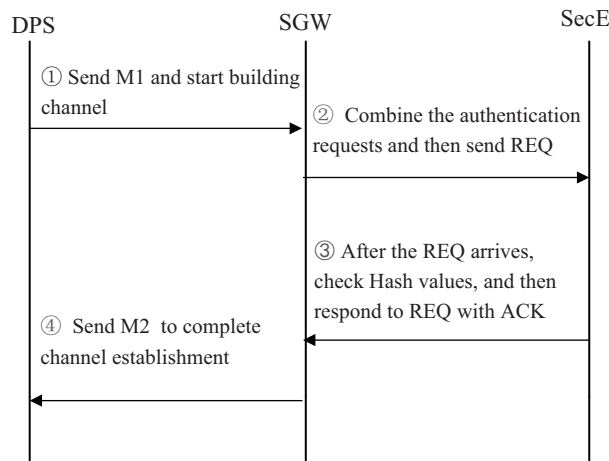 DPS
SGW
SecE
① Send M1 and start building
channel
② Combine the authentication
requests and then send REQ
③ After the REQ arrives,
check Hash values, and then
respond to REQ with ACK
④ Send M2 to complete
channel establishment